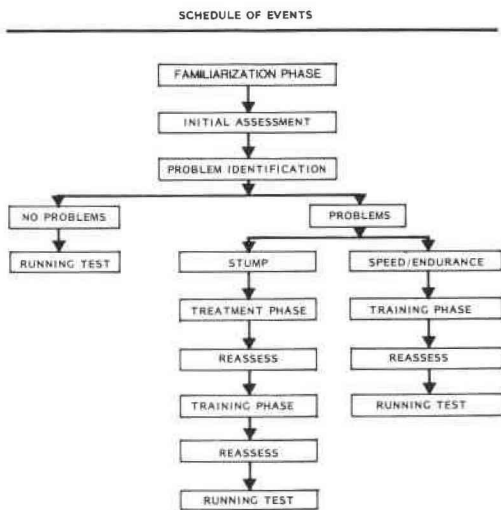 SCHEDULE OF EVENTS
FAMILIARIZATION PHASE
INITIAL ASSESSMENT
PROBLEM IDENTIFICATION
NO PROBLEMS
PROBLEMS
RUNNING TEST
STUMP
SPEED/ENDURANCE
TREATMENT PHASE
TRAINING PHASE
REASSESS
REASSESS
TRAINING PHASE
RUNNING TEST
REASSESS
RUNNING TEST